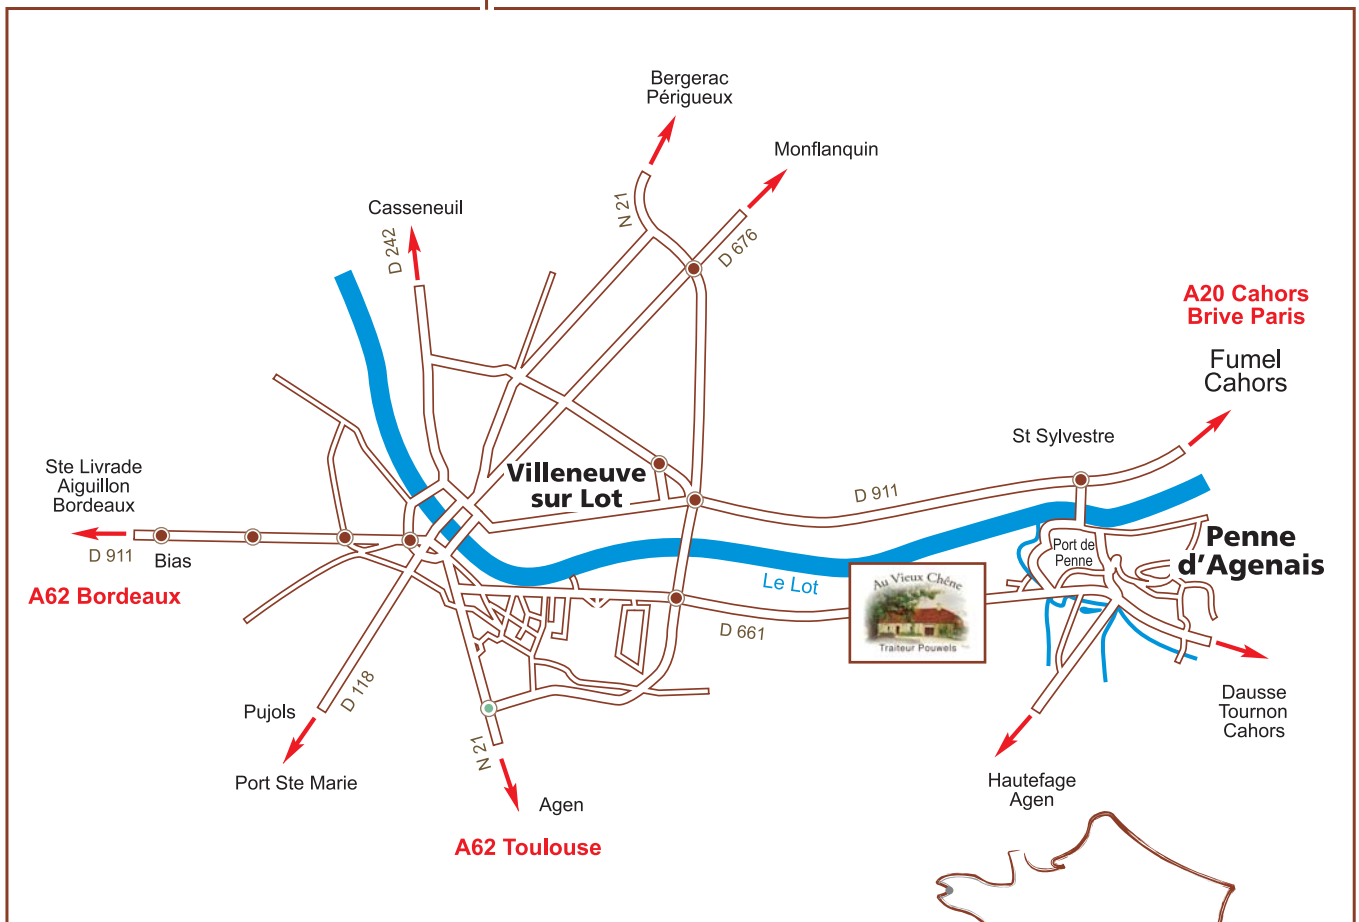 Bergerac
Périgueux
Monflanquin
N 21
D 676
Casseneuil
D 242
A20 Cahors
Brive Paris
Fumel
Cahors
St Sylvestre
Ste Livrade
Aiguillon
Bordeaux
Villeneuve
sur Lot
D 911
D 911
Bias
A62 Bordeaux
Port de
Penne
Penne
d'Agenais
Le Lot
Au Vieux Chêne
Traiteur Pouwels
D 661
D 118
Pujols
Port Ste Marie
N 21
Agen
A62 Toulouse
Dausse
Tournon
Cahors
Hautefage
Agen